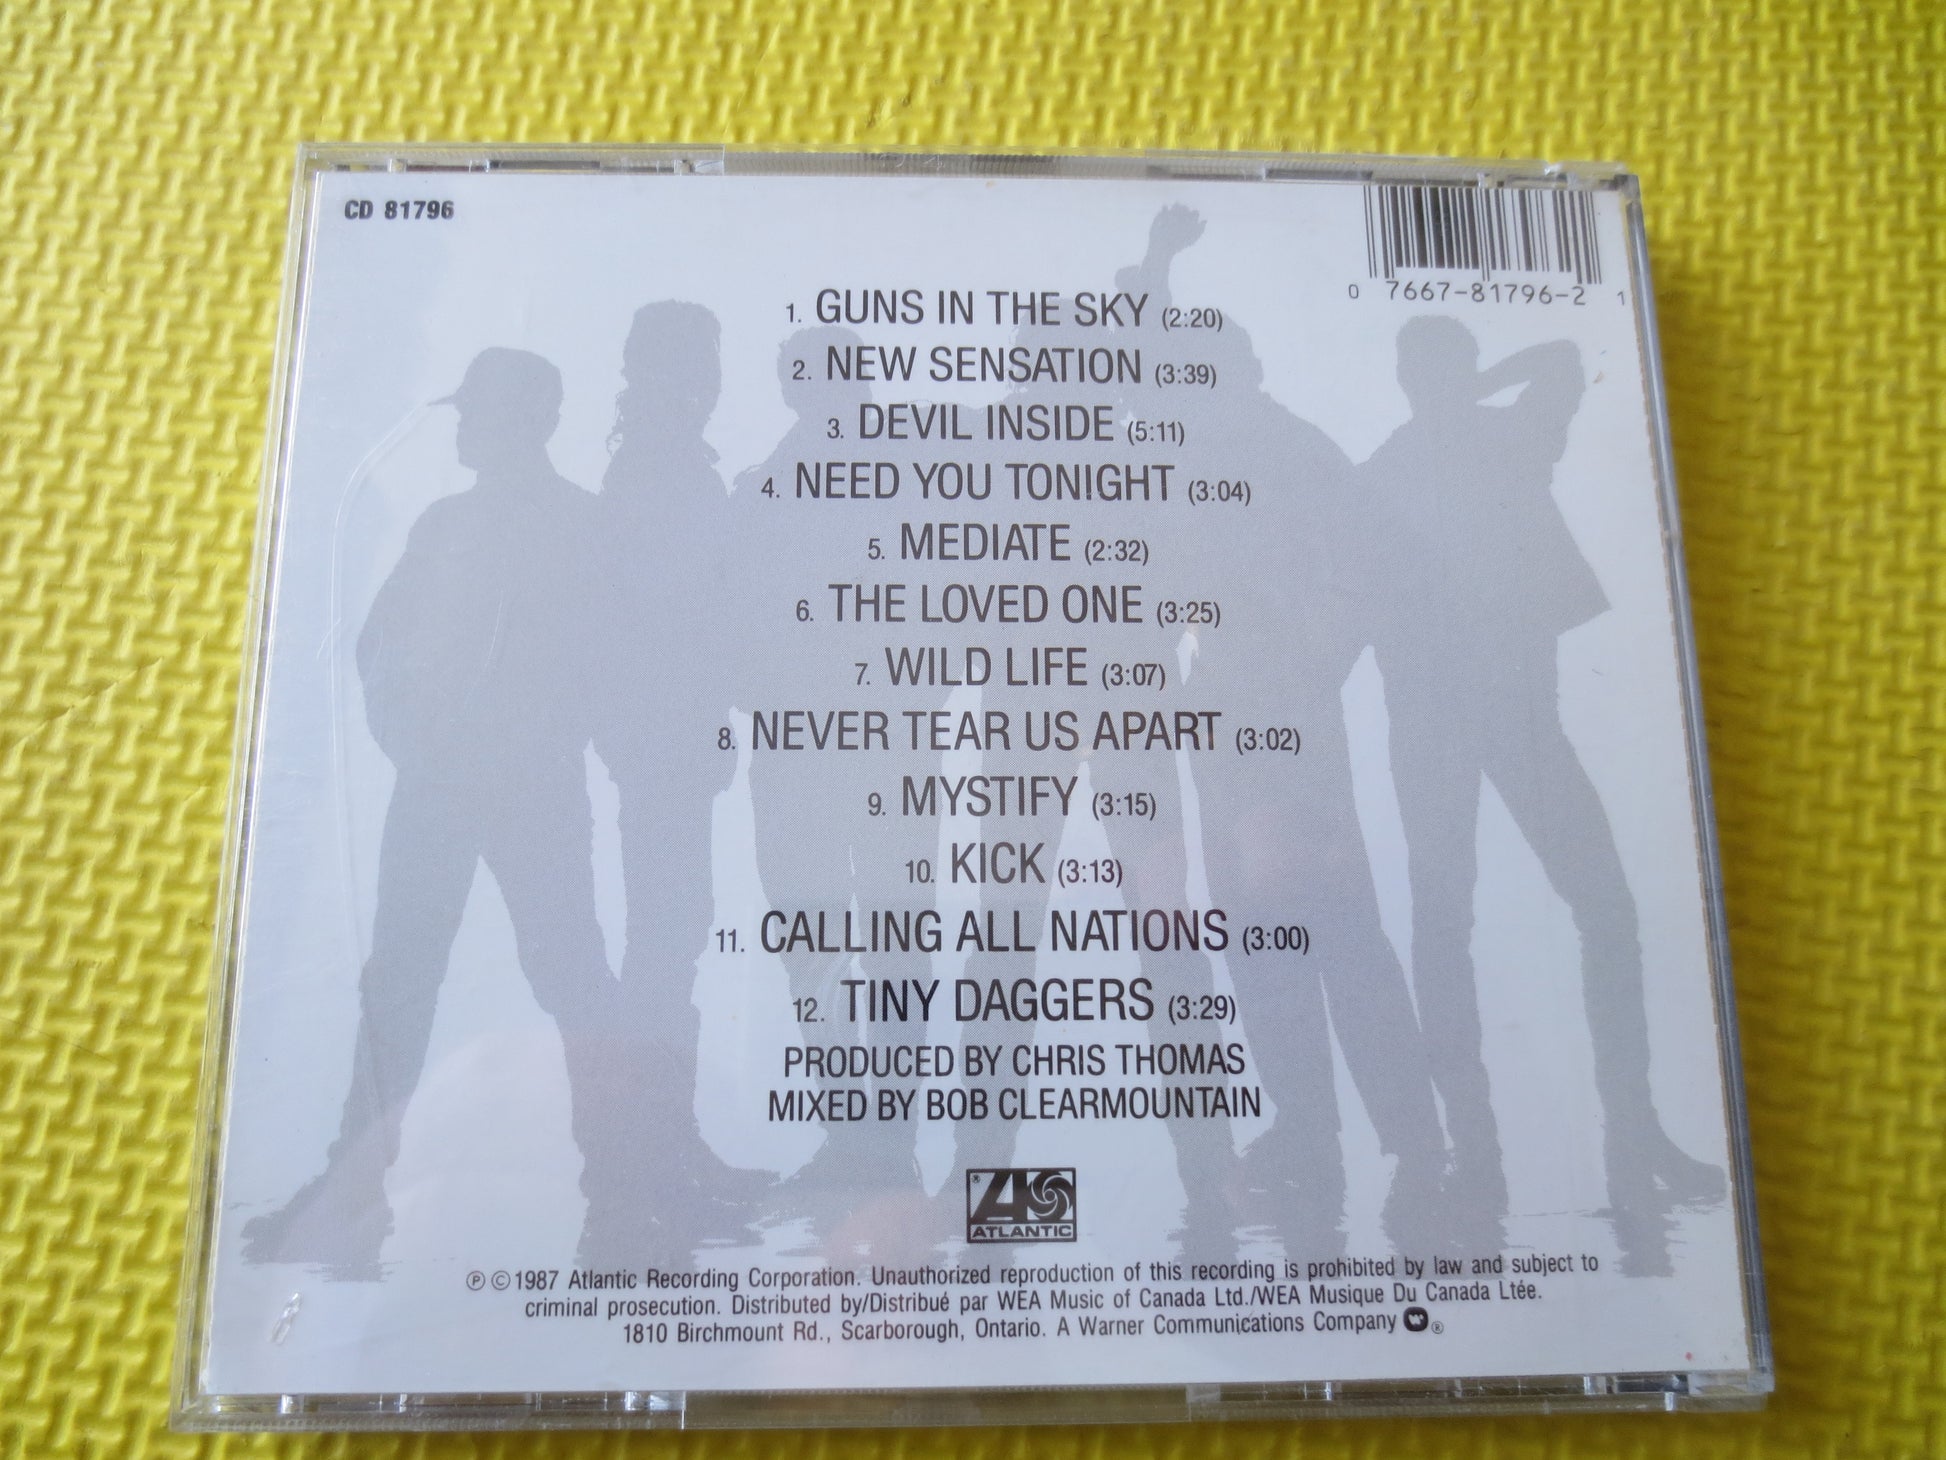 CD 81796
0 7667-81796-2 1
1. GUNS IN THE SKY (2:20)
2. NEW SENSATION (3:39)
3. DEVIL INSIDE (5:11)
4. NEED YOU TONIGHT (3:04)
5. MEDIATE (2:32)
6. THE LOVED ONE (3:25)
7. WILD LIFE (3:07)
8. NEVER TEAR US APART (3:02)
9. MYSTIFY (3:15)
10. KICK (3:13)
11. CALLING ALL NATIONS (3:00)
12. TINY DAGGERS (3:29)
PRODUCED BY CHRIS THOMAS
MIXED BY BOB CLEARMOUNTAIN
® ATLANTIC
℗ © 1987 Atlantic Recording Corporation. Unauthorized reproduction of this recording is prohibited by law and subject to
criminal prosecution. Distributed by/Distribué par WEA Music of Canada Ltd./WEA Musique Du Canada Ltée.
1810 Birchmount Rd., Scarborough, Ontario. A Warner Communications Company ®